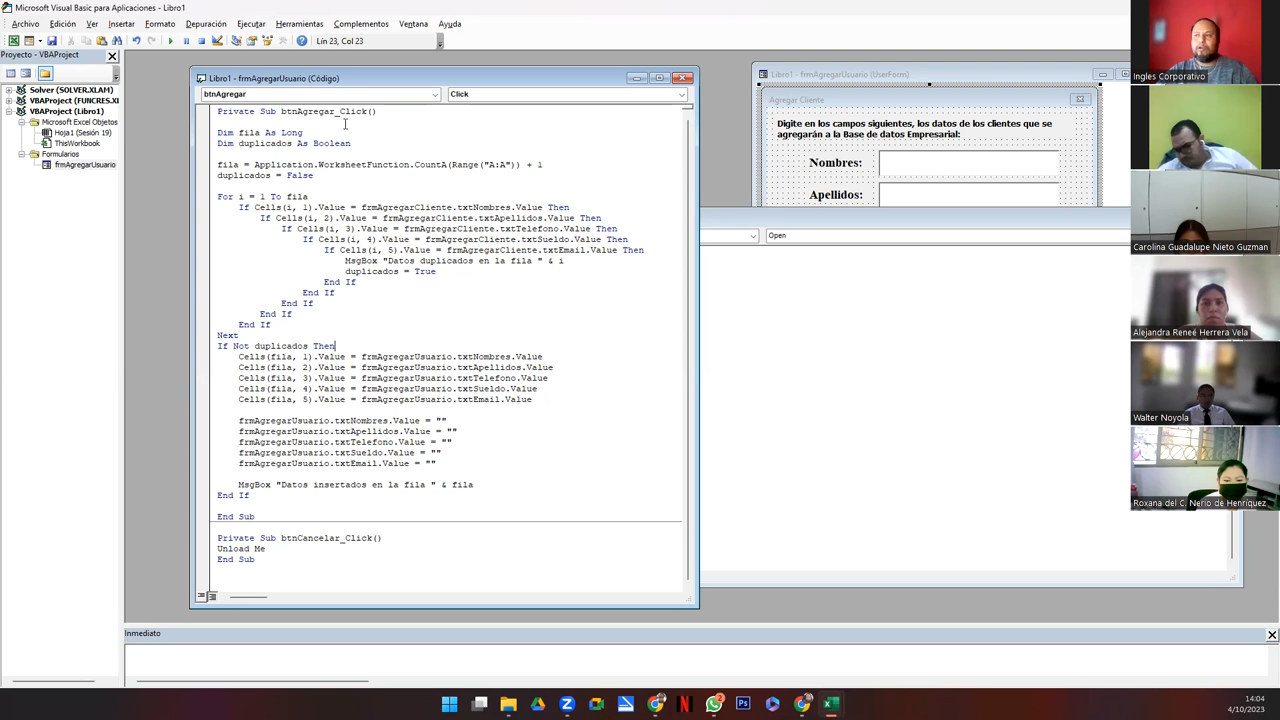 Microsoft Visual Basic para Aplicaciones - Libro1
Archivo Edición Ver Insertar Formato Depuración Ejecutar Herramientas Complementos Ventana Ayuda
Lín 23, Col 23
Proyecto - VBAProject
Solver (SOLVER.XLAM)
VBAProject (FUNCRES.XL
VBAProject (Libro1)
Microsoft Excel Objetos
Hoja1 (Sesión 19)
ThisWorkbook
Formularios
frmAgregarUsuario
Libro1 - frmAgregarUsuario (Código)
btnAgregar
Click
Private Sub btnAgregar_Click()
Dim fila As Long
Dim duplicados As Boolean
fila = Application.WorksheetFunction.CountA(Range("A:A")) + 1
duplicados = False
For i = 1 To fila
If Cells(i, 1).Value = frmAgregarCliente.txtNombres.Value Then
If Cells(i, 2).Value = frmAgregarCliente.txtApellidos.Value Then
If Cells(i, 3).Value = frmAgregarCliente.txtTelefono.Value Then
If Cells(i, 4).Value = frmAgregarCliente.txtSueldo.Value Then
If Cells(i, 5).Value = frmAgregarCliente.txtEmail.Value Then
MsgBox "Datos duplicados en la fila " & i
duplicados = True
End If
End If
End If
End If
Next
If Not duplicados Then
Cells(fila, 1).Value = frmAgregarUsuario.txtNombres.Value
Cells(fila, 2).Value = frmAgregarUsuario.txtApellidos.Value
Cells(fila, 3).Value = frmAgregarUsuario.txtTelefono.Value
Cells(fila, 4).Value = frmAgregarUsuario.txtSueldo.Value
Cells(fila, 5).Value = frmAgregarUsuario.txtEmail.Value
frmAgregarUsuario.txtNombres.Value = ""
frmAgregarUsuario.txtApellidos.Value = ""
frmAgregarUsuario.txtTelefono.Value = ""
frmAgregarUsuario.txtSueldo.Value = ""
frmAgregarUsuario.txtEmail.Value = ""
MsgBox "Datos insertados en la fila " & fila
End If
End Sub
Private Sub btnCancelar_Click()
Unload Me
End Sub
Libro1 - frmAgregarUsuario (UserForm)
Agregar Cliente
Digite en los campos siguientes, los datos de los clientes que se
agregarán a la Base de datos Empresarial:
Nombres:
Apellidos:
Open
Inmediato
Ingles Corporativo
Carolina Guadalupe Nieto Guzman
Alejandra Reneé Herrera Vela
Walter Noyola
Roxana del C. Nerio de Henriquez
2
14:04
4/10/2023